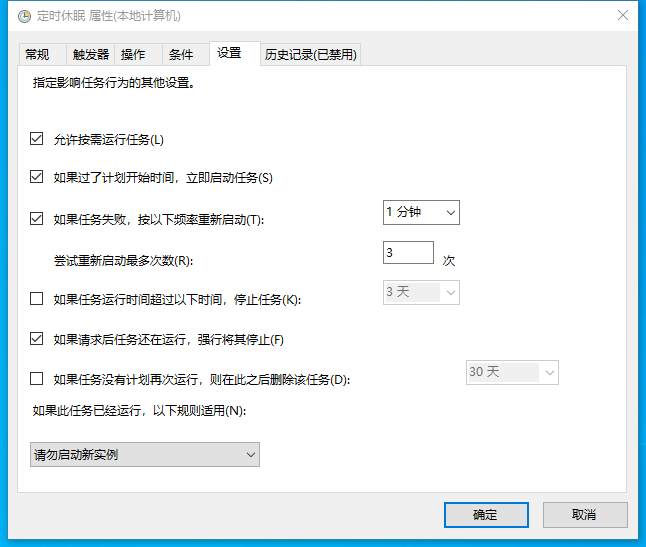 定时休眠 属性(本地计算机)
常规 触发器 操作 条件 设置 历史记录(已禁用)
指定影响任务行为的其他设置。
允许按需运行任务(L)
如果过了计划开始时间，立即启动任务(S)
如果任务失败，按以下频率重新启动(T): 1 分钟
尝试重新启动最多次数(R): 3 次
如果任务运行时间超过以下时间，停止任务(K): 3 天
如果请求后任务还在运行，强行将其停止(F)
如果任务没有计划再次运行，则在此之后删除该任务(D): 30 天
如果此任务已经运行，以下规则适用(N):
请勿启动新实例
确定 取消